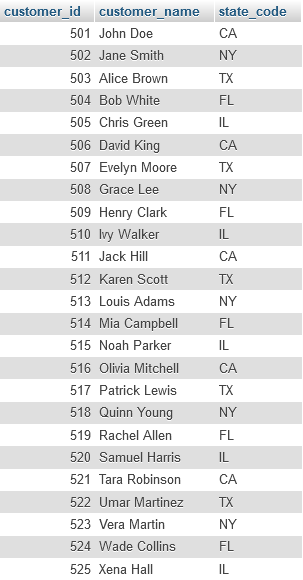 customer_id customer_name state_code
501 John Doe CA
502 Jane Smith NY
503 Alice Brown TX
504 Bob White FL
505 Chris Green IL
506 David King CA
507 Evelyn Moore TX
508 Grace Lee NY
509 Henry Clark FL
510 Ivy Walker IL
511 Jack Hill CA
512 Karen Scott TX
513 Louis Adams NY
514 Mia Campbell FL
515 Noah Parker IL
516 Olivia Mitchell CA
517 Patrick Lewis TX
518 Quinn Young NY
519 Rachel Allen FL
520 Samuel Harris IL
521 Tara Robinson CA
522 Umar Martinez TX
523 Vera Martin NY
524 Wade Collins FL
525 Xena Hall IL